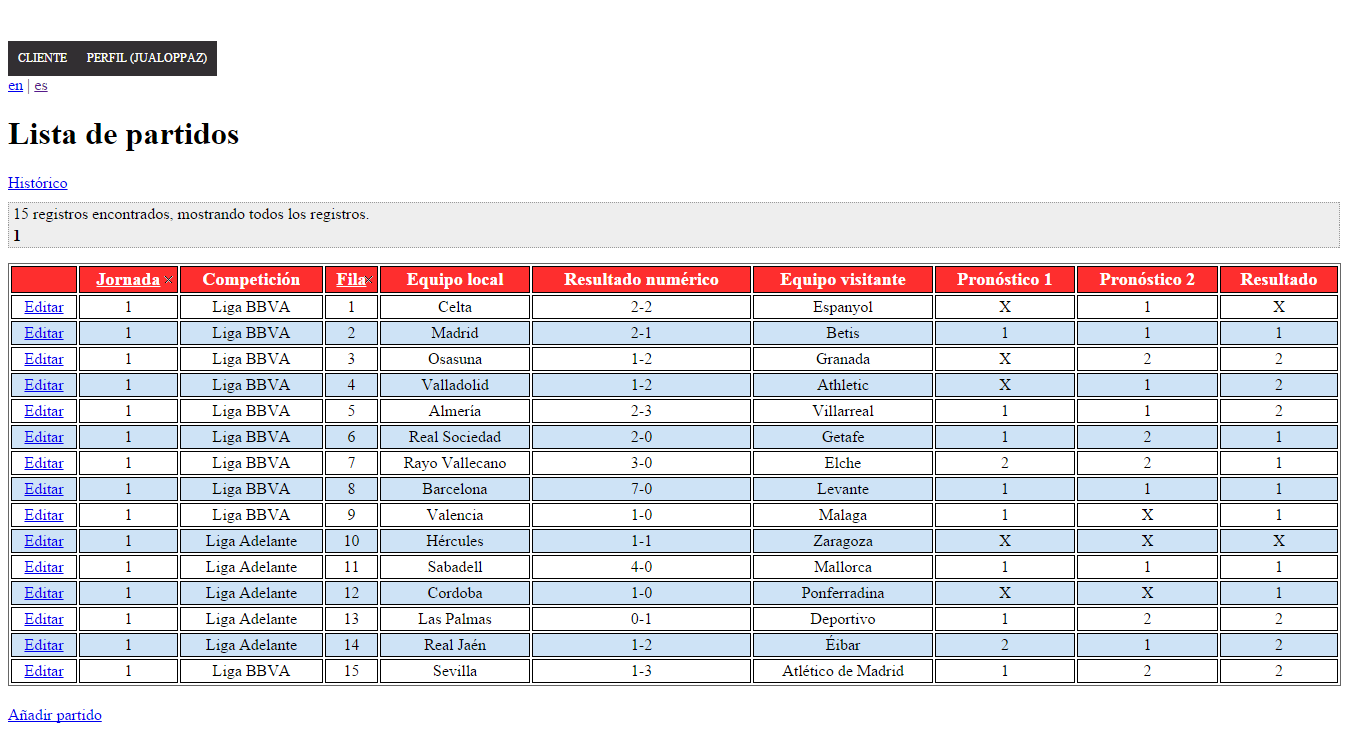 CLIENTE PERFIL (JUALOPPAZ)
en | es
Lista de partidos
Histórico
15 registros encontrados, mostrando todos los registros.
1
Jornada Competición Fila Equipo local Resultado numérico Equipo visitante Pronóstico 1 Pronóstico 2 Resultado
Editar 1 Liga BBVA 1 Celta 2-2 Espanyol X 1 X
Editar 1 Liga BBVA 2 Madrid 2-1 Betis 1 1 1
Editar 1 Liga BBVA 3 Osasuna 1-2 Granada X 2 2
Editar 1 Liga BBVA 4 Valladolid 1-2 Athletic X 1 2
Editar 1 Liga BBVA 5 Almería 2-3 Villarreal 1 1 2
Editar 1 Liga BBVA 6 Real Sociedad 2-0 Getafe 1 2 1
Editar 1 Liga BBVA 7 Rayo Vallecano 3-0 Elche 2 2 1
Editar 1 Liga BBVA 8 Barcelona 7-0 Levante 1 1 1
Editar 1 Liga BBVA 9 Valencia 1-0 Malaga 1 X 1
Editar 1 Liga Adelante 10 Hércules 1-1 Zaragoza X X X
Editar 1 Liga Adelante 11 Sabadell 4-0 Mallorca 1 1 1
Editar 1 Liga Adelante 12 Cordoba 1-0 Ponferradina X X 1
Editar 1 Liga Adelante 13 Las Palmas 0-1 Deportivo 1 2 2
Editar 1 Liga Adelante 14 Real Jaén 1-2 Éibar 2 1 2
Editar 1 Liga BBVA 15 Sevilla 1-3 Atlético de Madrid 1 2 2
Añadir partido